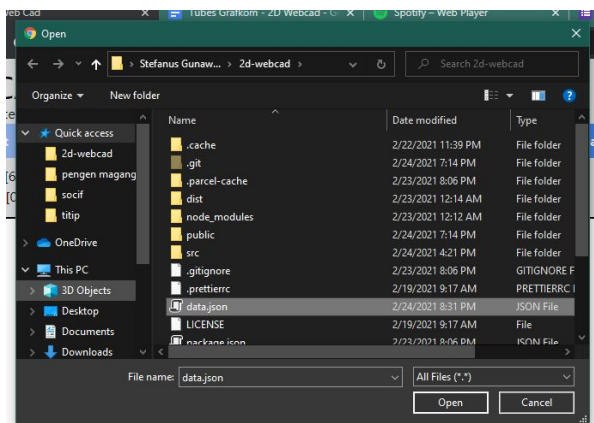 eb Cad
Tubes Grafkom - 2D Webcad - G
Spotify – Web Player
Open
Stefanus Gunaw... › 2d-webcad ›
Search 2d-webcad
Organize
New folder
Name Date modified Type
Quick access
2d-webcad
pengen magang
socif
titip
OneDrive
This PC
3D Objects
Desktop
Documents
Downloads
.cache 2/22/2021 11:39 PM File folder
.git 2/24/2021 7:14 PM File folder
.parcel-cache 2/23/2021 8:06 PM File folder
dist 2/23/2021 12:14 AM File folder
node_modules 2/23/2021 12:12 AM File folder
public 2/24/2021 7:14 PM File folder
src 2/24/2021 4:21 PM File folder
.gitignore 2/23/2021 8:06 PM GITIGNORE F
.prettierrc 2/19/2021 9:17 AM PRETTIERRC
data.json 2/24/2021 8:31 PM JSON File
LICENSE 2/19/2021 9:17 AM File
package.json 2/23/2021 8:06 PM JSON File
File name: data.json
All Files (*.*)
Open
Cancel